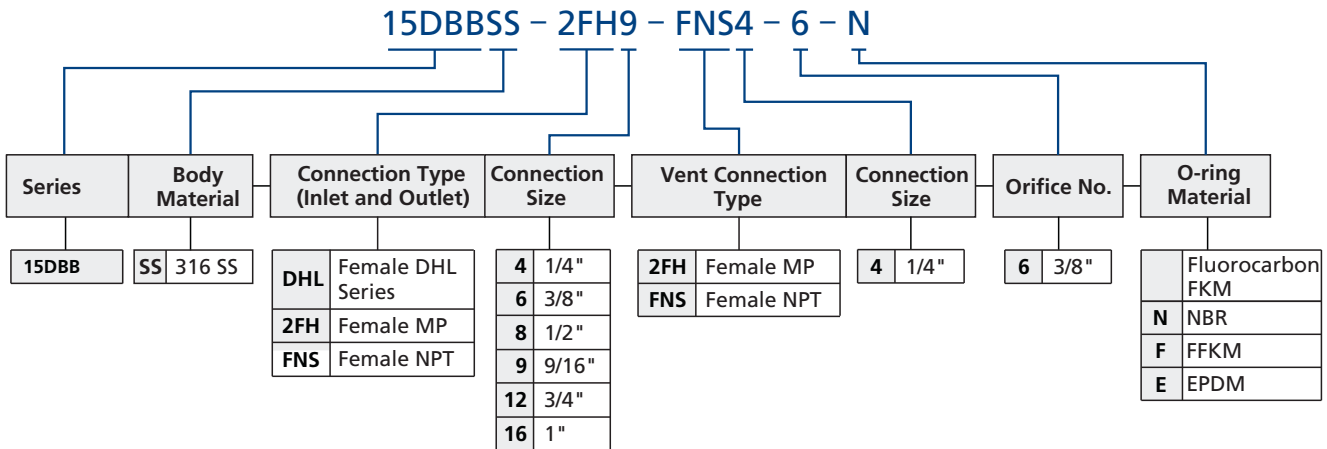 15DBBSS – 2FH9 – FNS4 – 6 – N
Series
Body
Material
Connection Type
(Inlet and Outlet)
Connection
Size
Vent Connection
Type
Connection
Size
Orifice No.
O-ring
Material
15DBB
SS 316 SS
DHL Female DHL
Series
2FH Female MP
FNS Female NPT
4 1/4"
6 3/8"
8 1/2"
9 9/16"
12 3/4"
16 1"
2FH Female MP
FNS Female NPT
4 1/4"
6 3/8"
Fluorocarbon
FKM
N NBR
F FFKM
E EPDM